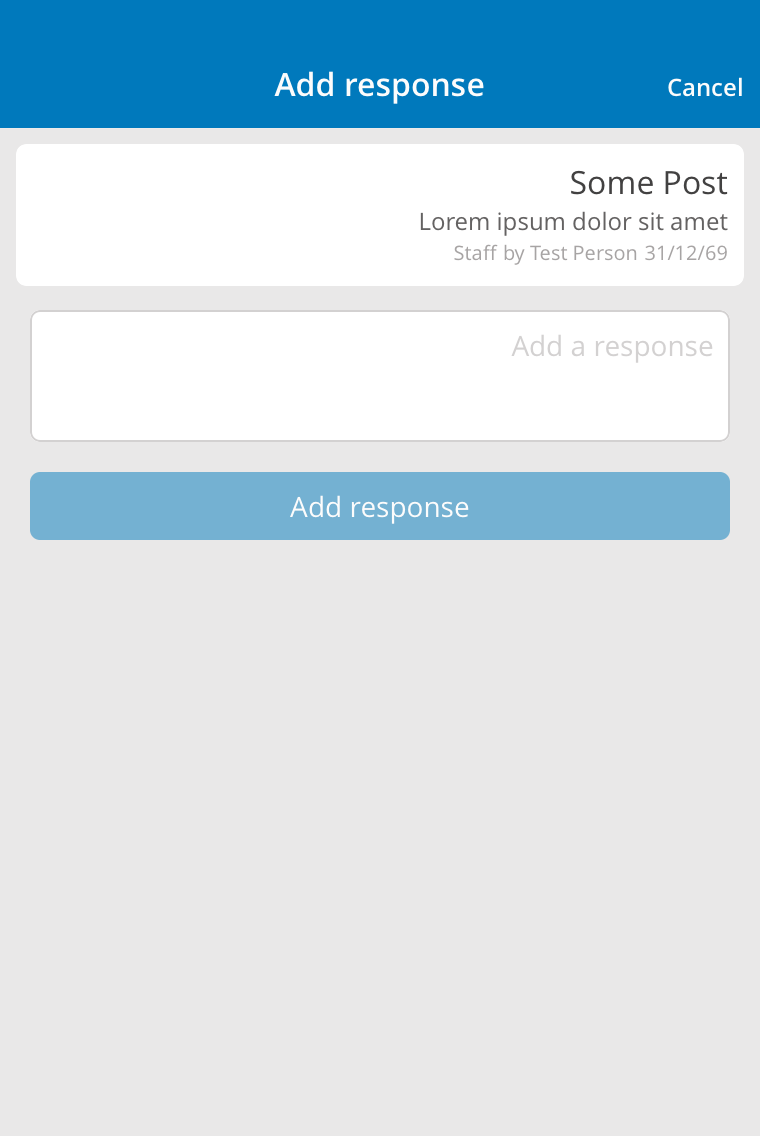 Add response
Cancel
Some Post
Lorem ipsum dolor sit amet
Staff by Test Person 31/12/69
Add a response
Add response